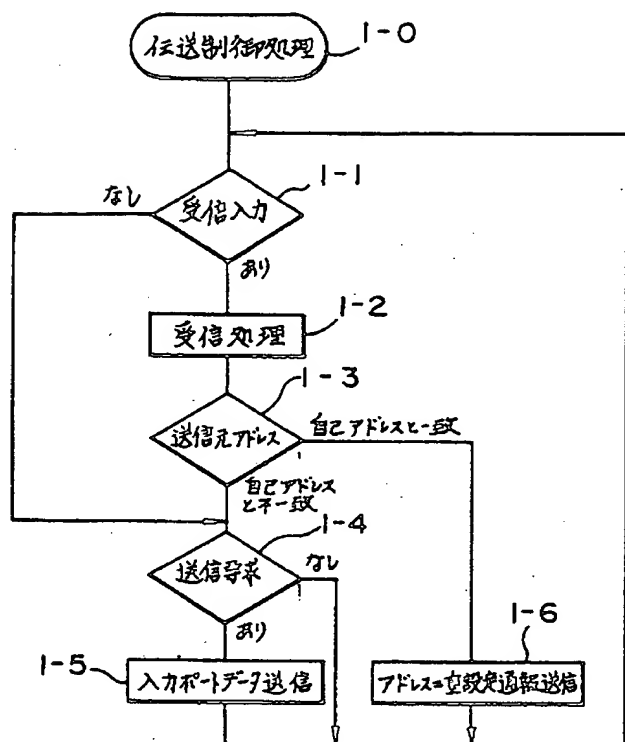 伝送制御処理
1-0
1-1
なし
受信入力
あり
1-2
受信処理
1-3
送信元アドレス
自己アドレスと一致
自己アドレス
と不一致
1-4
送信要求
なし
あり
1-6
1-5
入力ポートデータ送信
アドレス=空設定通報送信